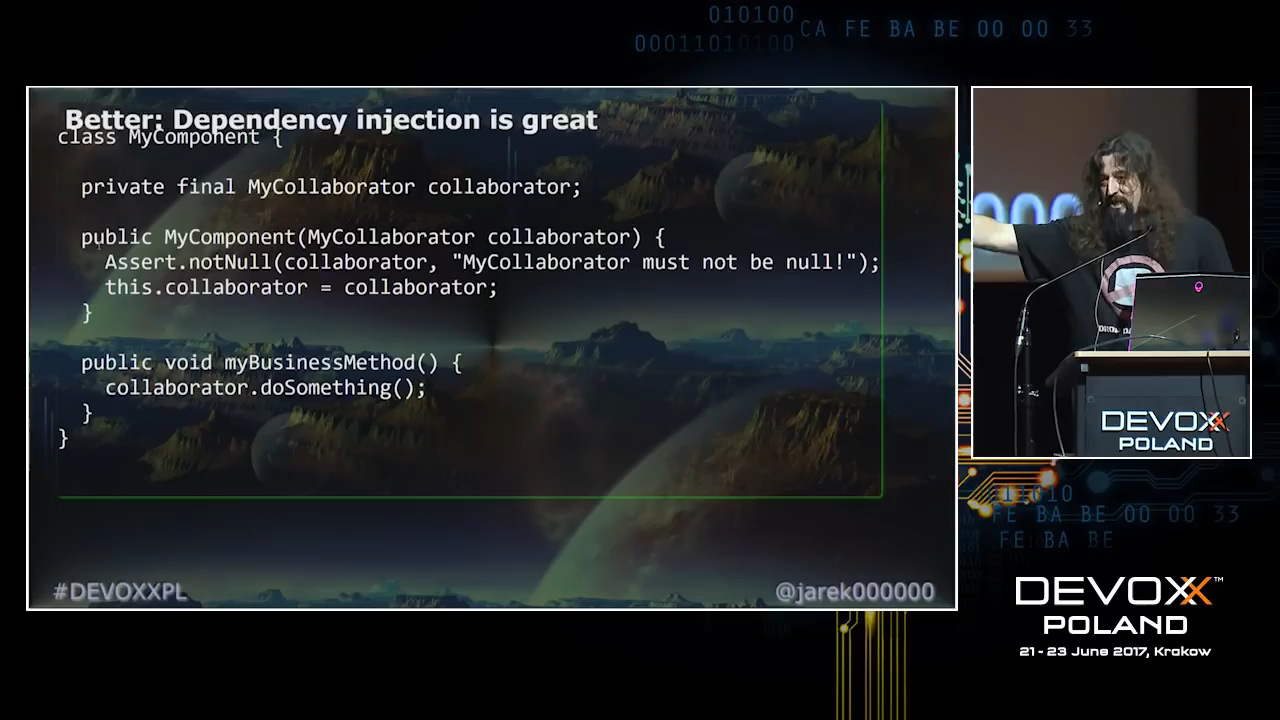 010100
CA FE BA BE 00 00 33
00011010100
Better: Dependency injection is great
class MyComponent {
private final MyCollaborator collaborator;
public MyComponent(MyCollaborator collaborator) {
Assert.notNull(collaborator, "MyCollaborator must not be null!");
this.collaborator = collaborator;
}
public void myBusinessMethod() {
collaborator.doSomething();
}
}
#DEVOXXPL
@jarek000000
DEVOXX
POLAND
FE BA BE 00 00 33
FE BA BE
DEVOXX™
POLAND
21 - 23 June 2017, Krakow